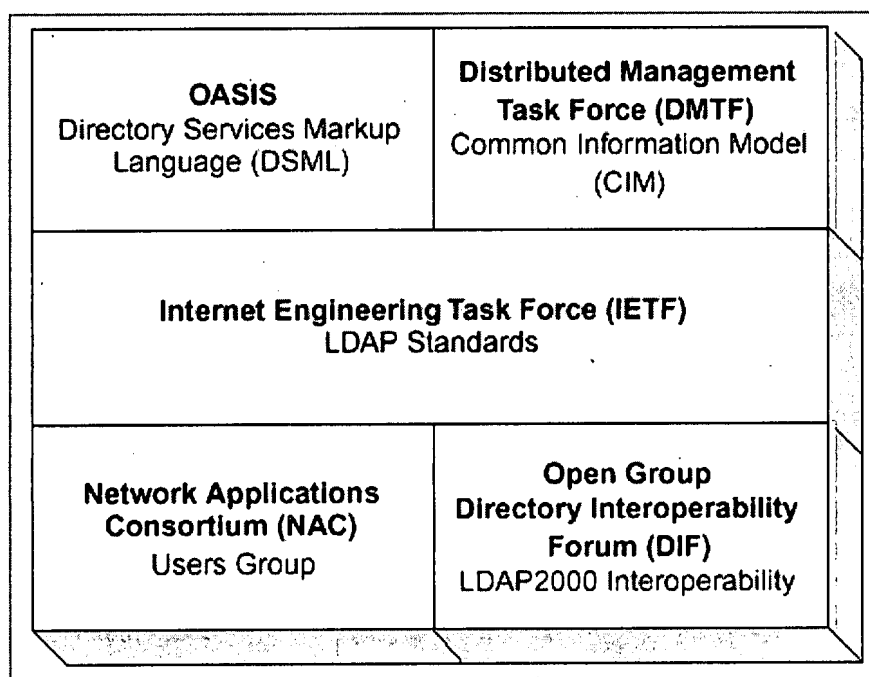 OASIS
Directory Services Markup
Language (DSML)
Distributed Management
Task Force (DMTF)
Common Information Model
(CIM)
Internet Engineering Task Force (IETF)
LDAP Standards
Network Applications
Consortium (NAC)
Users Group
Open Group
Directory Interoperability
Forum (DIF)
LDAP2000 Interoperability